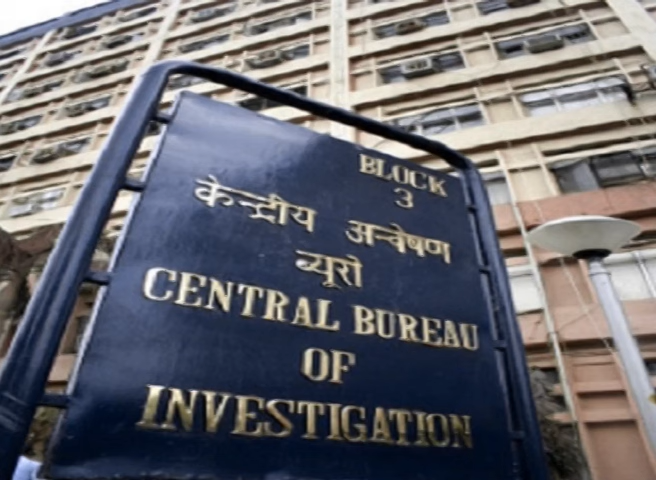 BLOCK
3
केन्द्रीय अन्वेषण
ब्यूरो
CENTRAL BUREAU
OF
INVESTIGATION